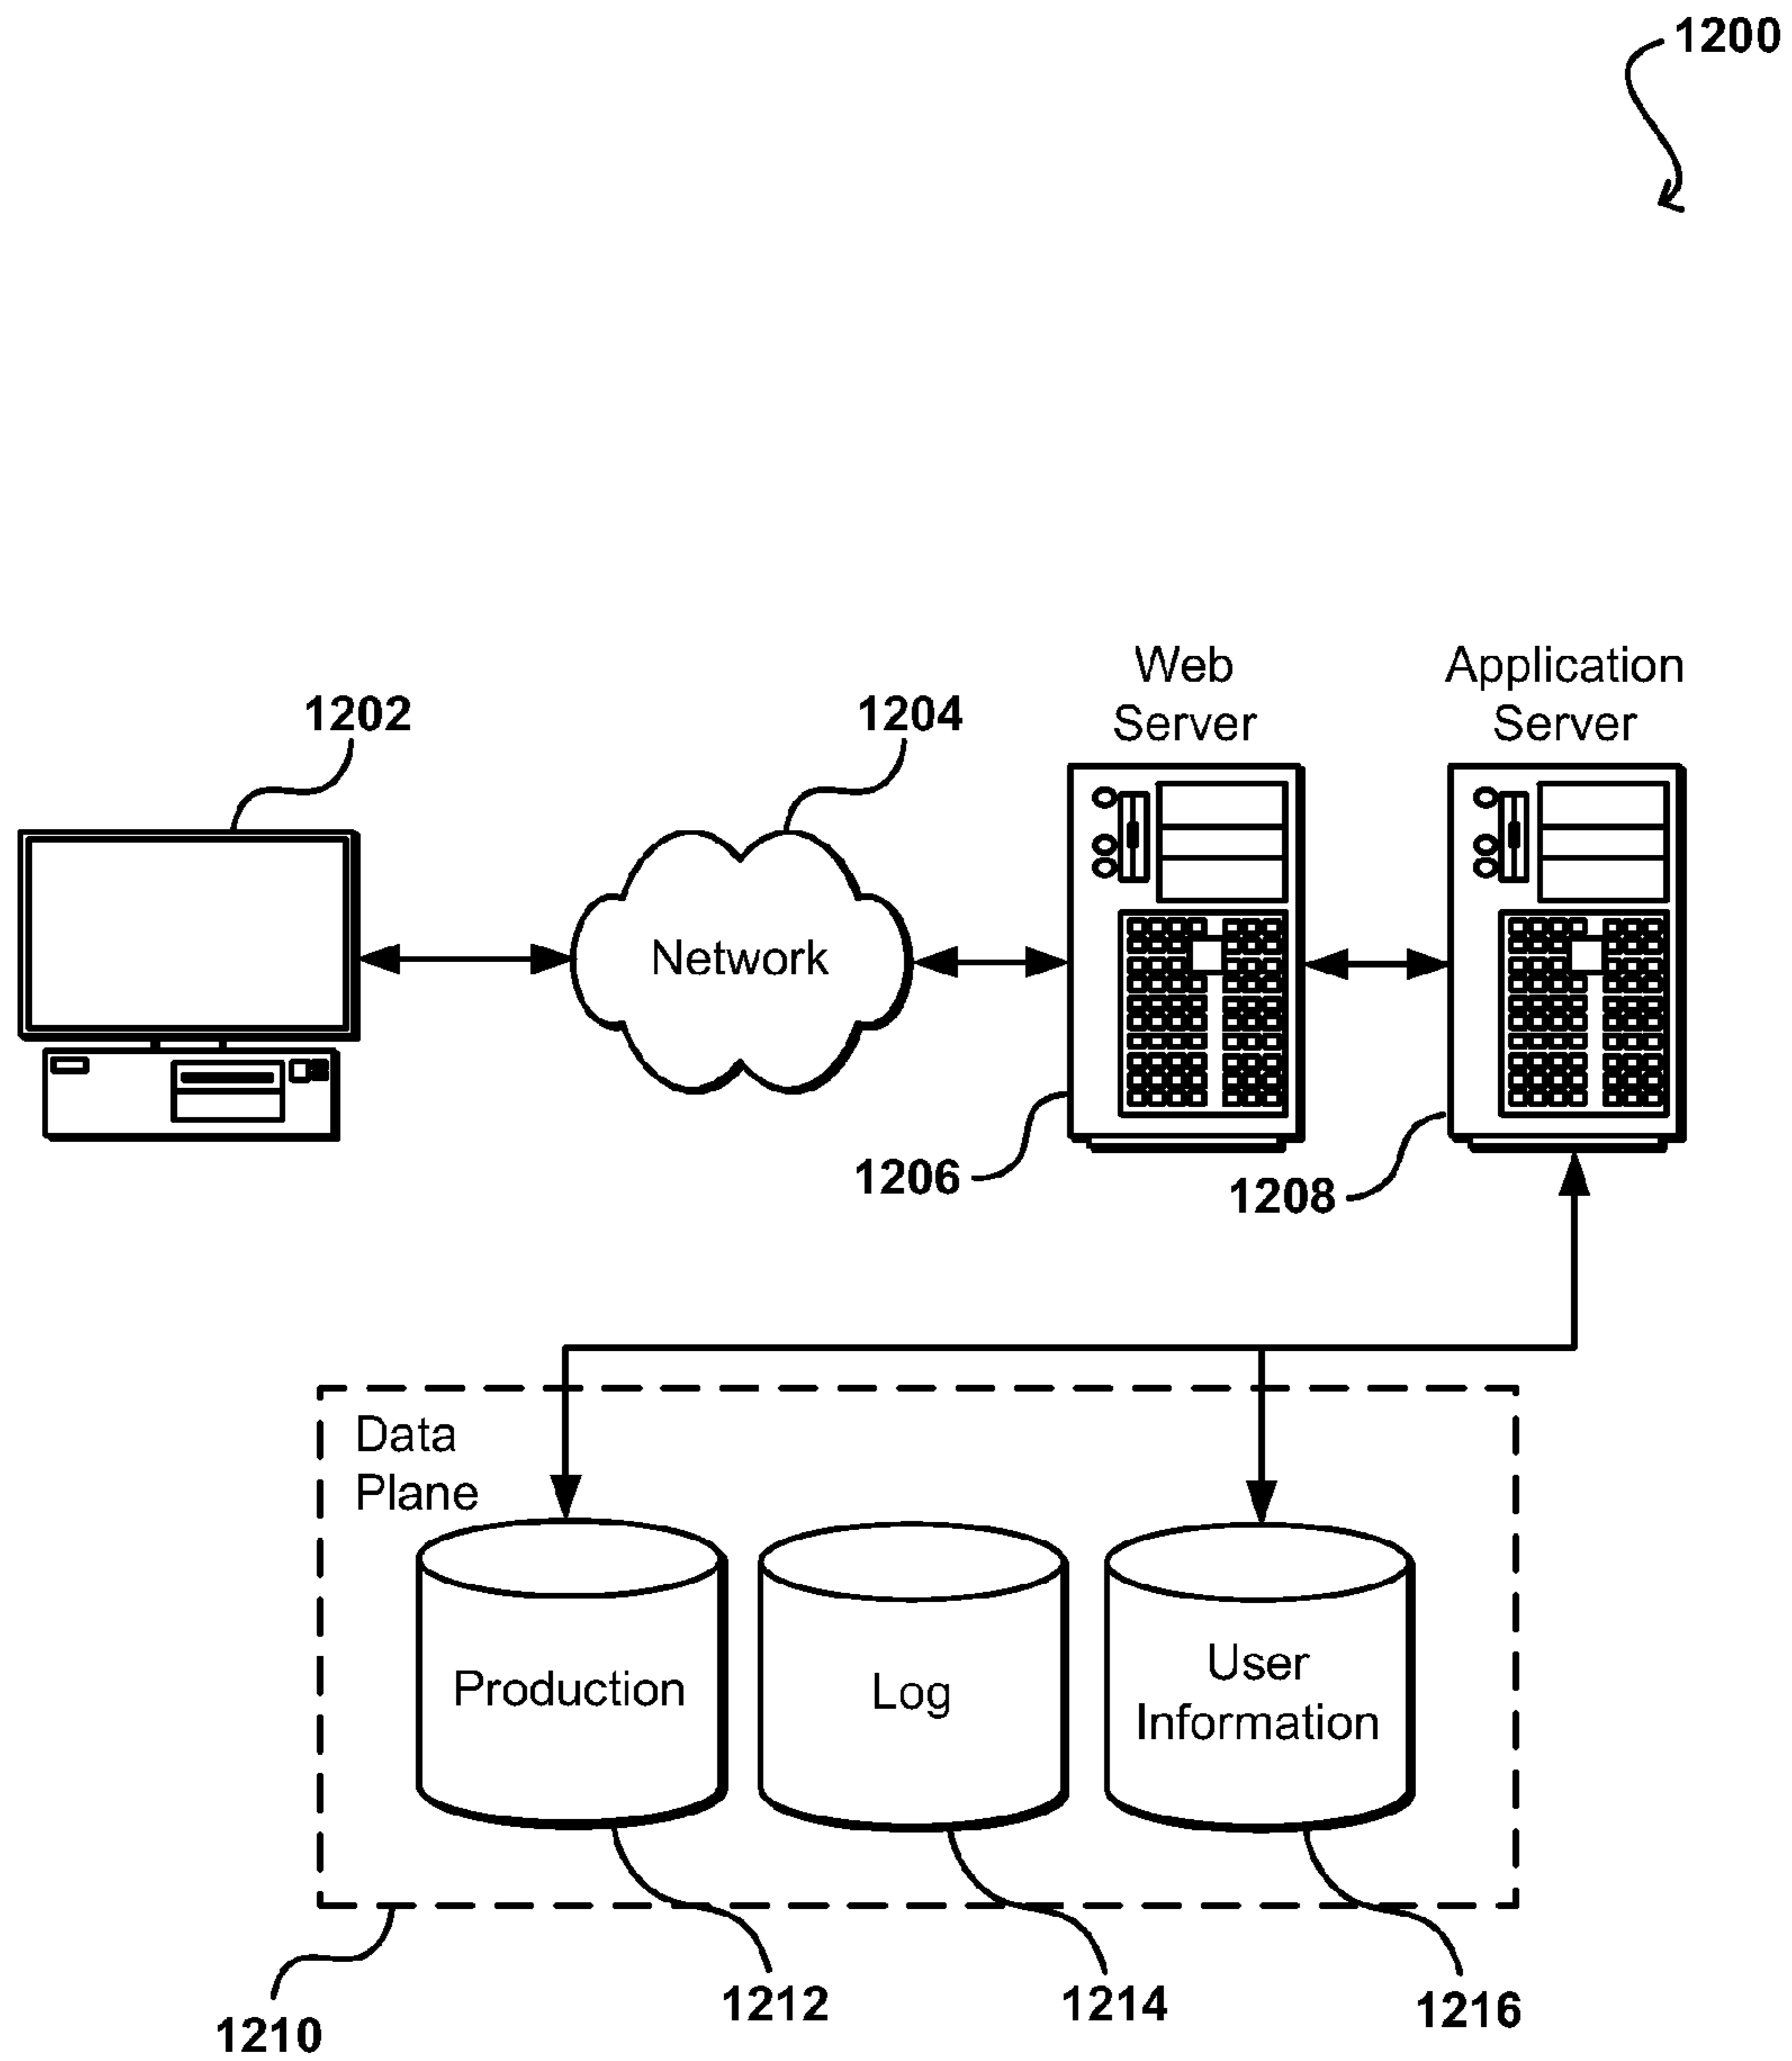 1200
Web
Server
Application
Server
1202
1204
Network
1206
1208
Data
Plane
Production
Log
User
Information
1210
1212
1214
1216